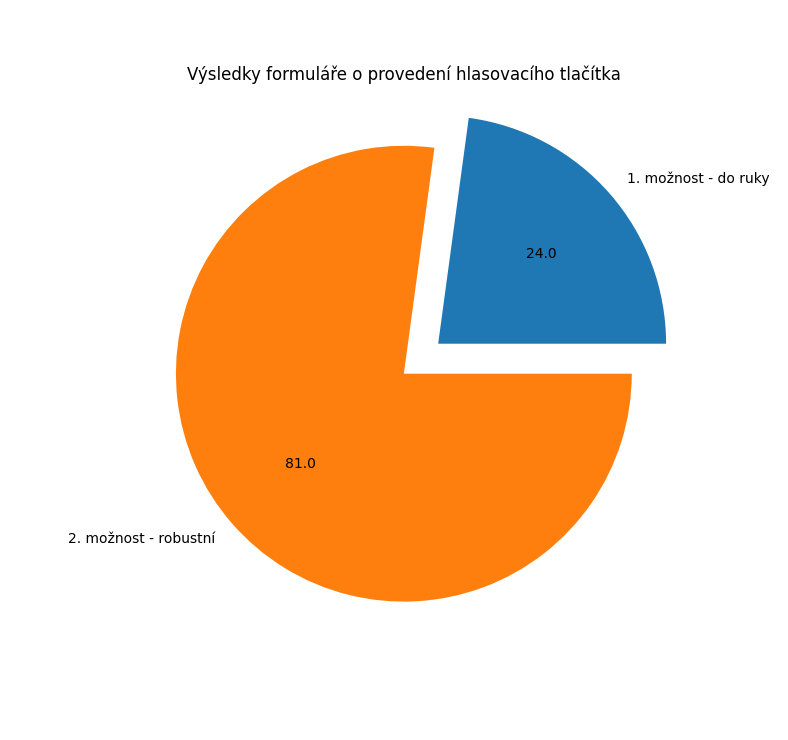 Výsledky formuláře o provedení hlasovacího tlačítka
1. možnost - do ruky
24.0
81.0
2. možnost - robustní